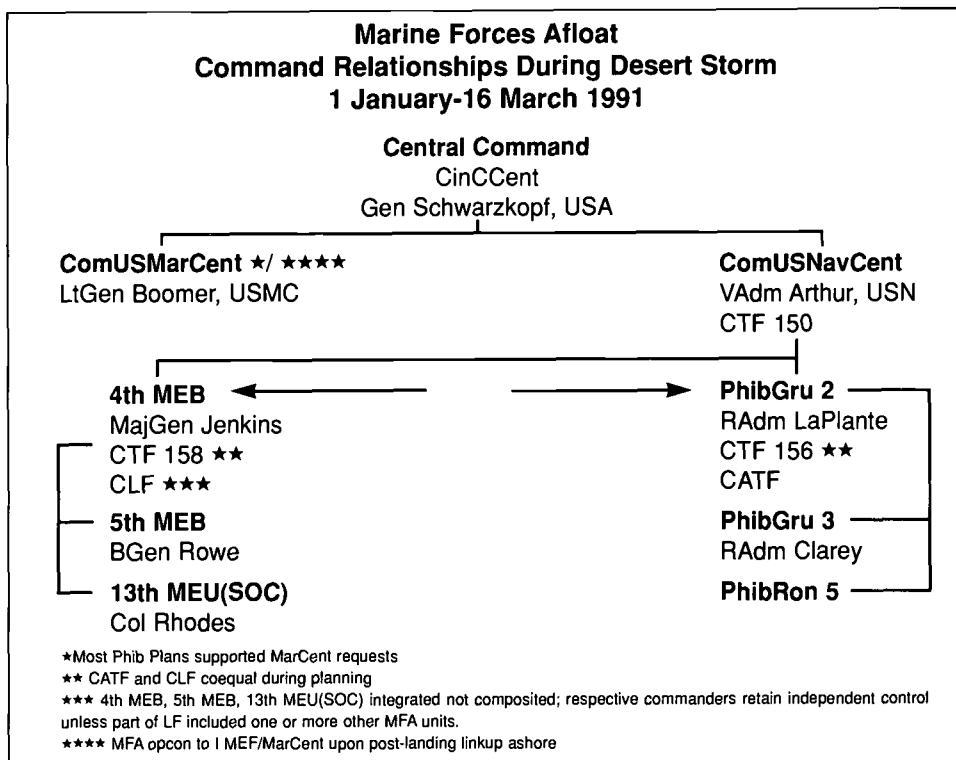 Marine Forces Afloat
Command Relationships During Desert Storm
1 January-16 March 1991
Central Command
CinCCent
Gen Schwarzkopf, USA
ComUSMarCent ★/ ★★★★
LtGen Boomer, USMC
ComUSNavCent
VAdm Arthur, USN
CTF 150
4th MEB
MajGen Jenkins
CTF 158 ★★
CLF ★★★
5th MEB
BGen Rowe
13th MEU(SOC)
Col Rhodes
PhibGru 2
RAdm LaPlante
CTF 156 ★★
CATF
PhibGru 3
RAdm Clarey
PhibRon 5
★Most Phib Plans supported MarCent requests
★★ CATF and CLF coequal during planning
★★★ 4th MEB, 5th MEB, 13th MEU(SOC) integrated not composited; respective commanders retain independent control
unless part of LF included one or more other MFA units.
★★★★ MFA opcon to I MEF/MarCent upon post-landing linkup ashore